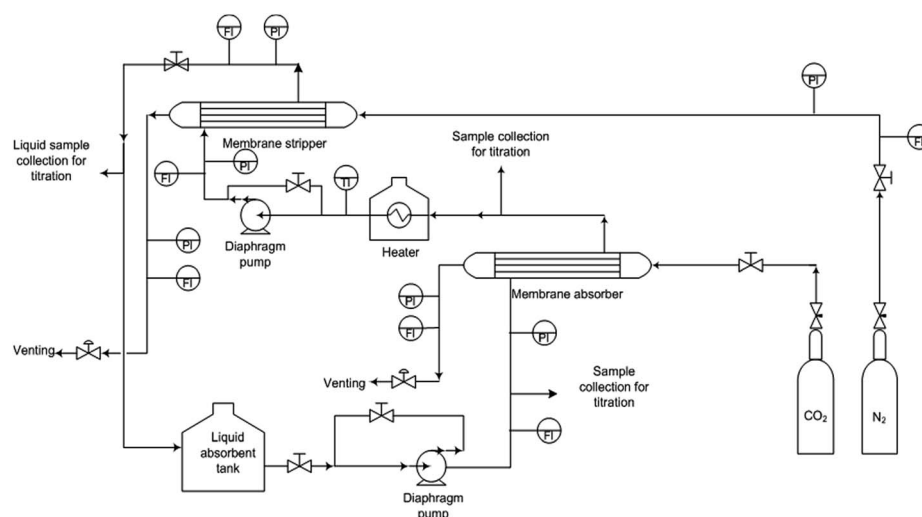 FI
PI
PI
FI
Membrane stripper
Sample collection
for titration
Liquid sample
collection for
titration
PI
FI
TI
Diaphragm
pump
Heater
PI
FI
Membrane absorber
PI
FI
PI
Venting
Venting
Sample
collection for
titration
CO2
N2
FI
Liquid
absorbent
tank
Diaphragm
pump